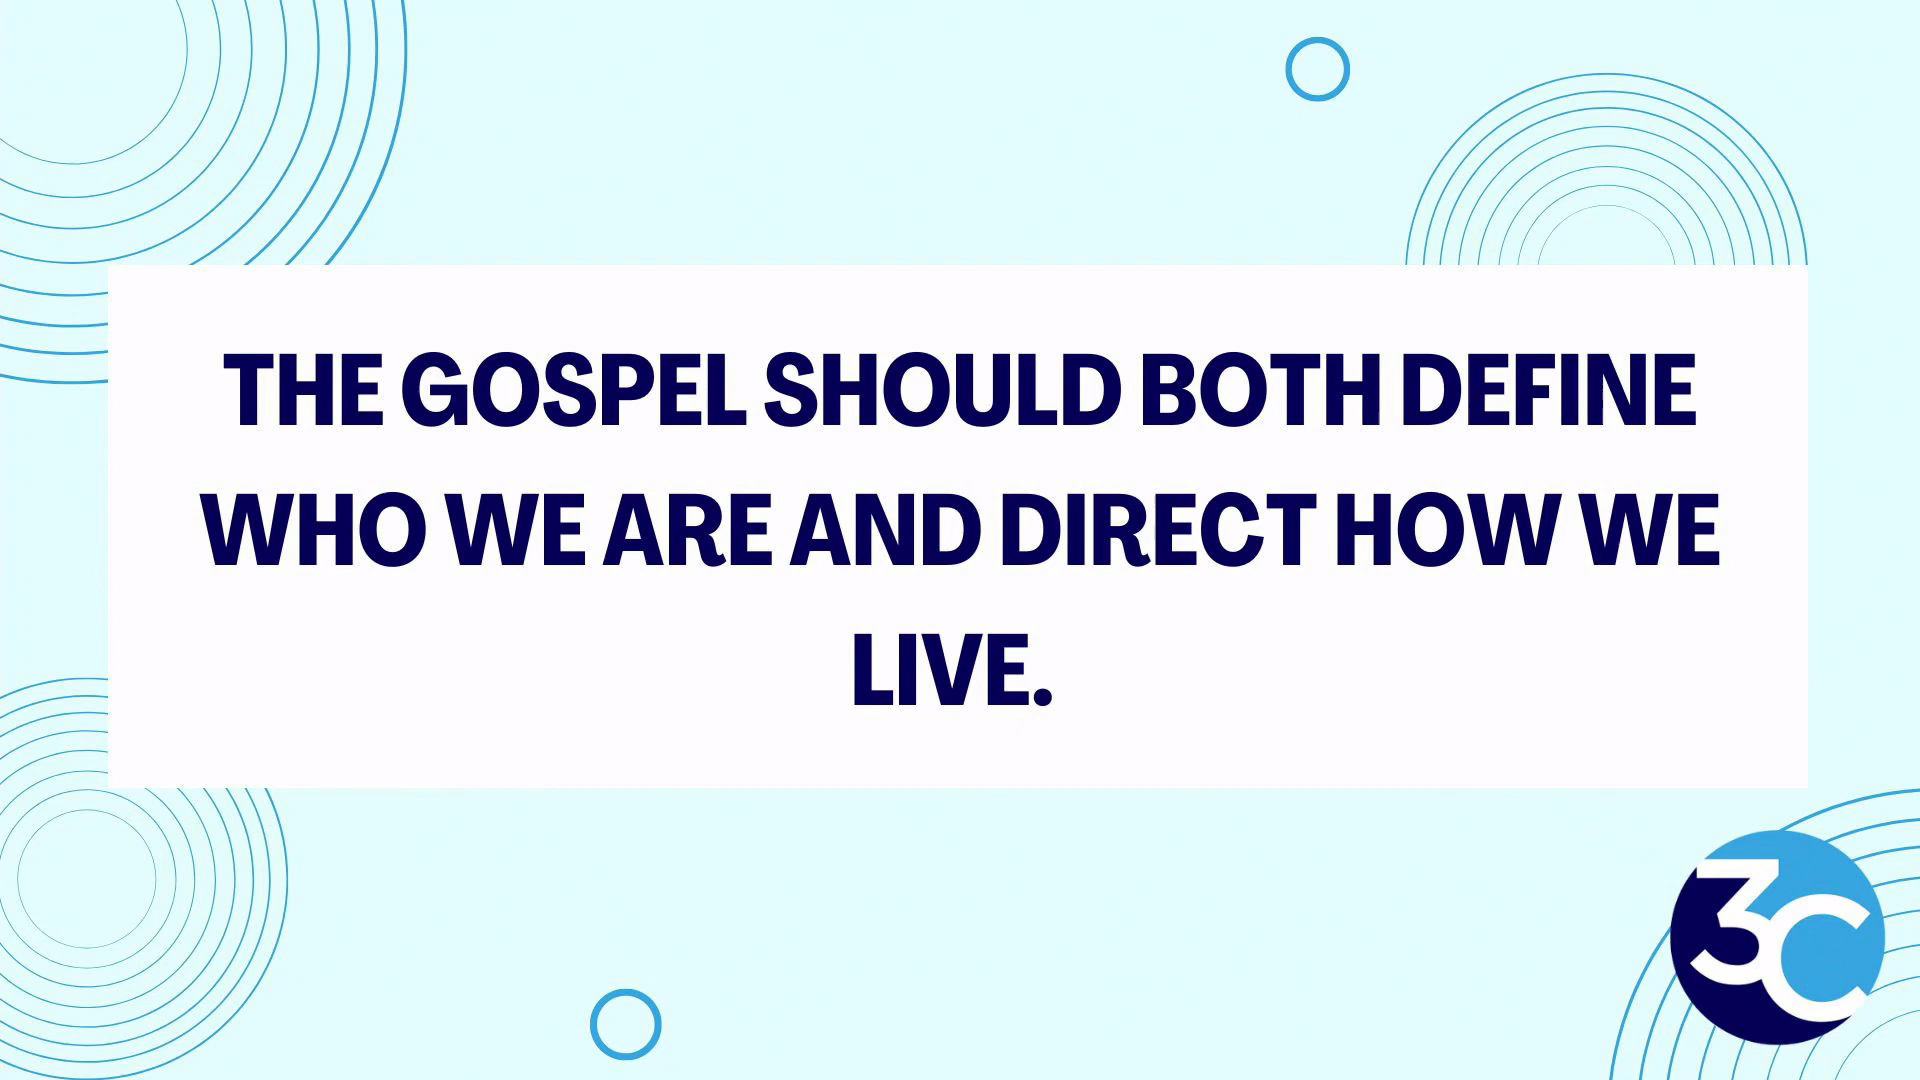 THE GOSPEL SHOULD BOTH DEFINE
WHO WE ARE AND DIRECT HOW WE
LIVE.
3C